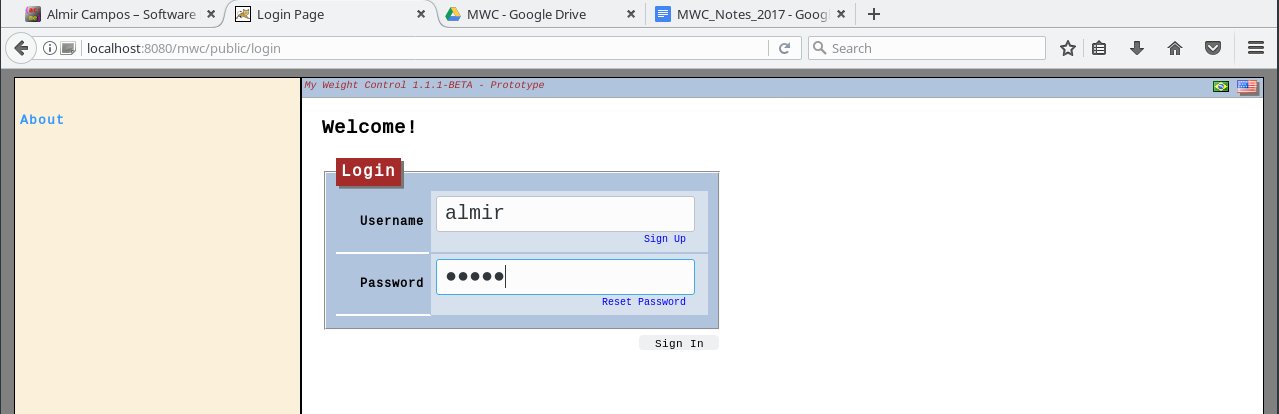 Almir Campos – Software
Login Page
MWC - Google Drive
MWC_Notes_2017 - Goog
localhost:8080/mwc/public/login
Search
My Weight Control 1.1.1-BETA - Prototype
About
Welcome!
Login
Username
almir
Sign Up
Password
●●●●●
Reset Password
Sign In